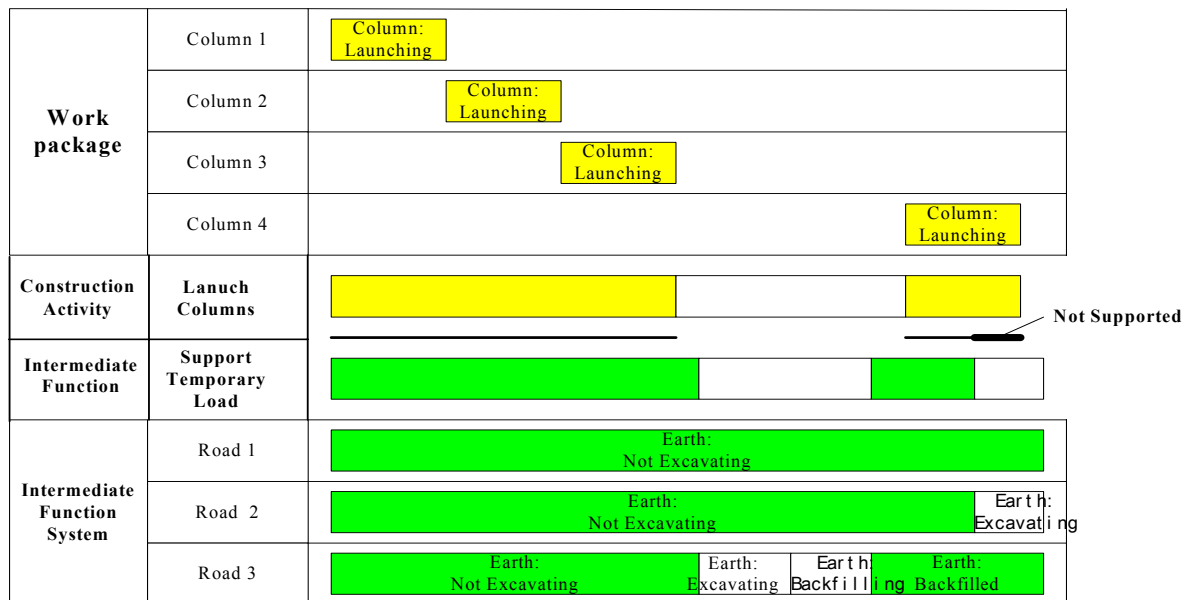 Work
package
Column 1
Column:
Launching
Column 2
Column:
Launching
Column 3
Column:
Launching
Column 4
Column:
Launching
Construction
Activity
Lanuch
Columns
Not Supported
Intermediate
Function
Support
Temporary
Load
Intermediate
Function
System
Road 1
Earth:
Not Excavating
Road 2
Earth:
Not Excavating
Earth:
Excavating
Road 3
Earth:
Not Excavating
Earth:
Excavating
Earth:
Backfilling
Earth:
Backfilled